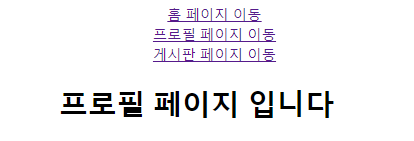 홈 페이지 이동
프로필 페이지 이동
게시판 페이지 이동
프로필 페이지 입니다